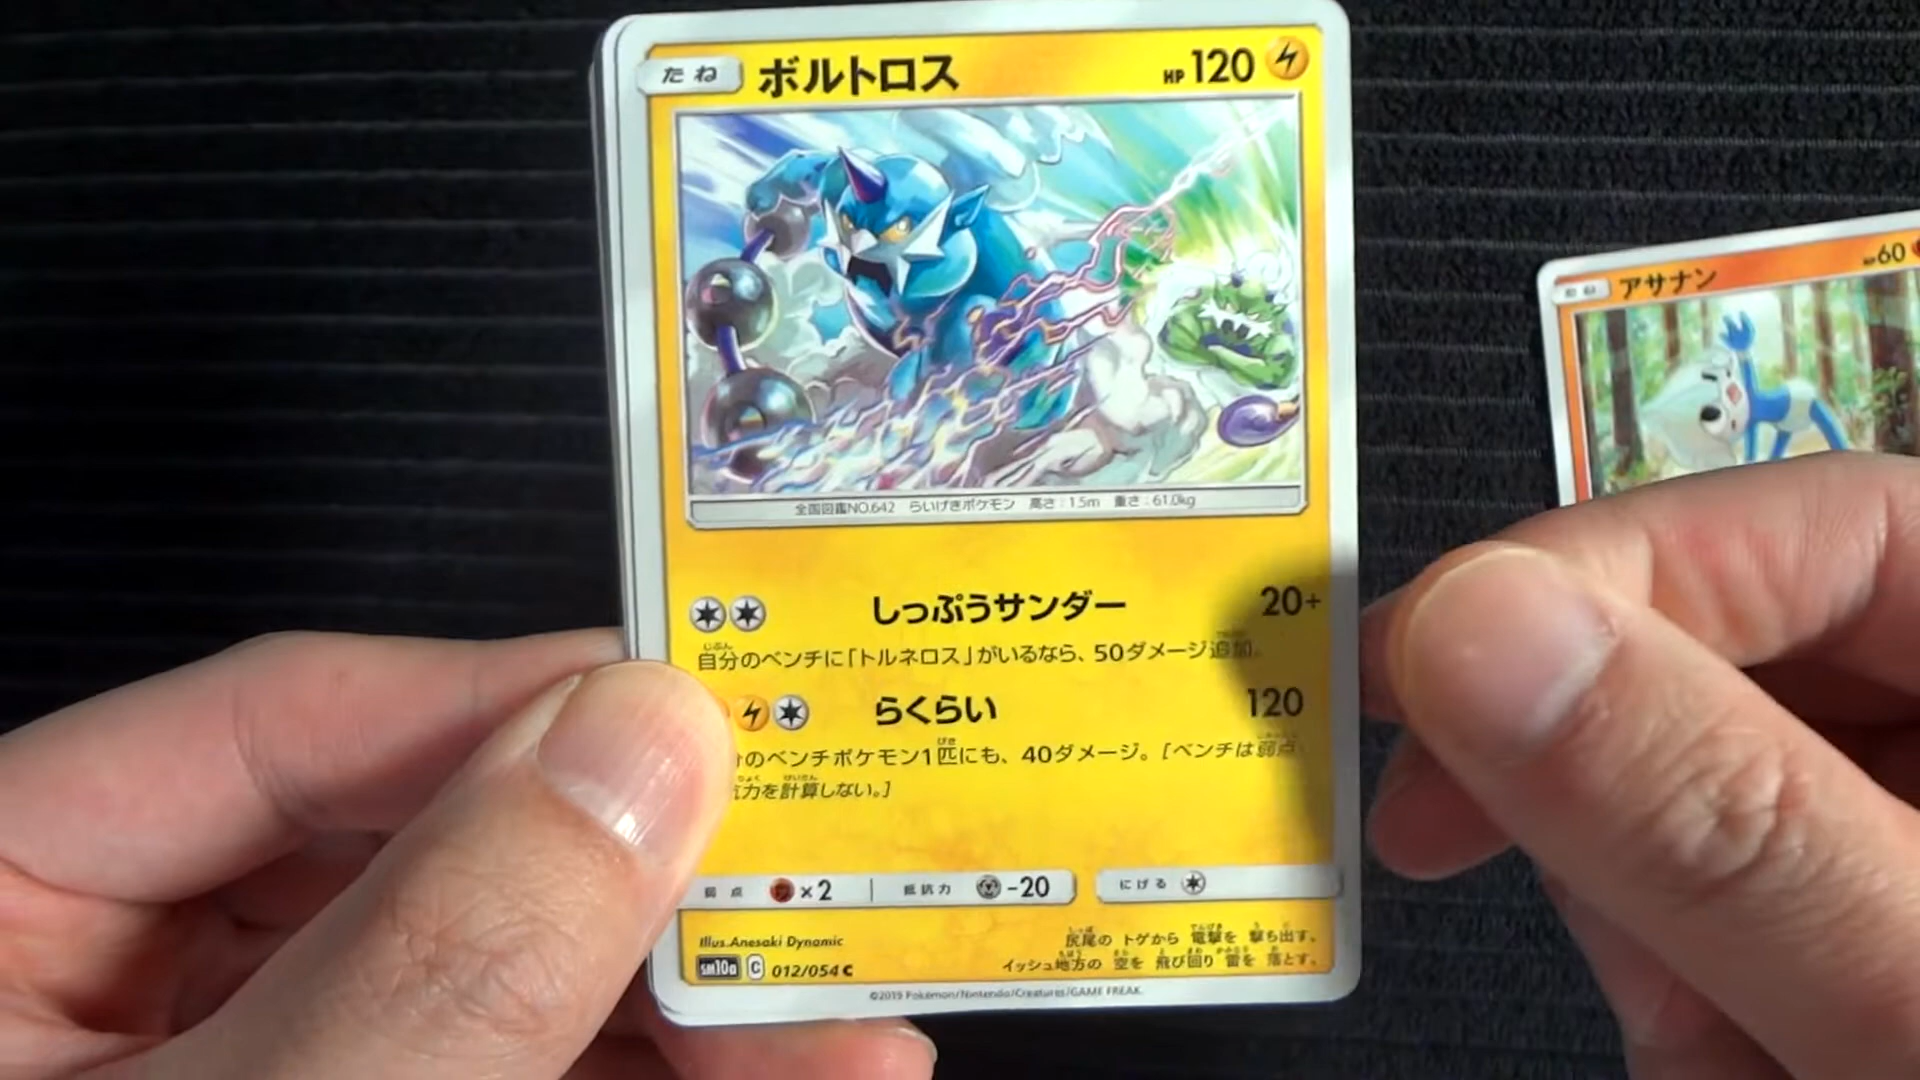 たね ボルトロス HP 120
全国図鑑NO.642 らいげきポケモン 高さ:1.5m 重さ:61.0kg
しっぷうサンダー 20+
自分のベンチに「トルネロス」がいるなら、50ダメージ追加。
らくらい 120
のベンチポケモン1匹にも、40ダメージ。[ベンチは弱点
力を計算しない。]
弱点 ×2 抵抗力 -20 にげる
Illus.Anesaki Dynamic
尻尾の トゲから 電撃を 撃ち出す。
イッシュ地方の 空を 飛び回り 雷を 落とす。
sm10a C 012/054 C
©2019 Pokémon/Nintendo/Creatures/GAME FREAK.
たね アサナン HP 60